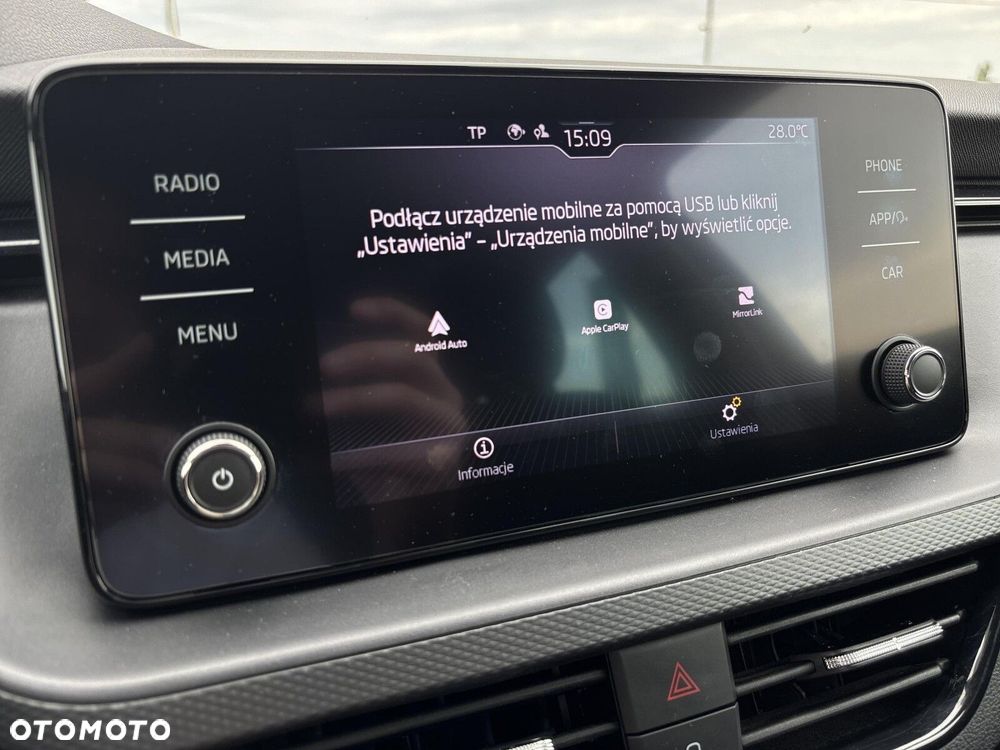 TP 15:09 28.0°C
RADIO
MEDIA
MENU
Podłącz urządzenie mobilne za pomocą USB lub kliknij
„Ustawienia” – „Urządzenia mobilne”, by wyświetlić opcje.
Android Auto
Apple CarPlay
MirrorLink
Informacje
Ustawienia
PHONE
APP/
CAR
OTOMOTO